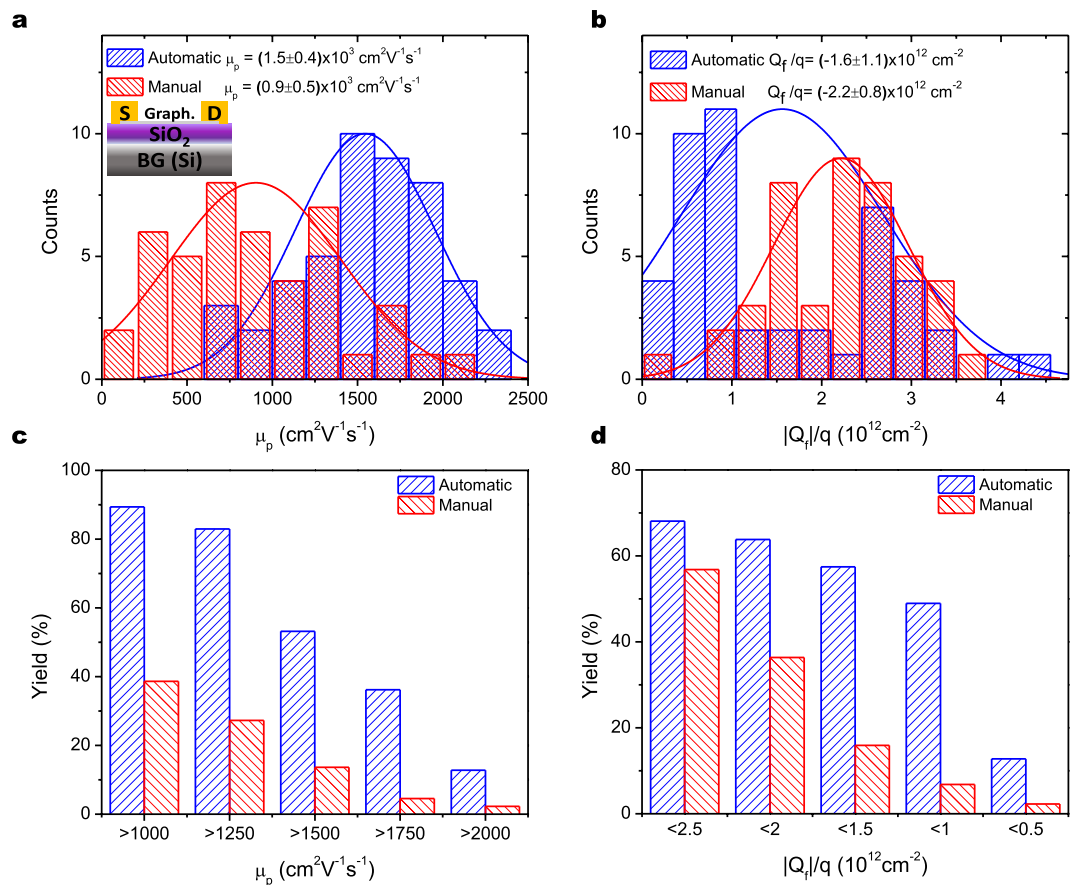 a
Automatic μp = (1.5±0.4)x10³ cm²V⁻¹s⁻¹
Manual μp = (0.9±0.5)x10³ cm²V⁻¹s⁻¹
S Graph. D
SiO₂
BG (Si)
10
5
0
Counts
0 500 1000 1500 2000 2500
μp (cm²V⁻¹s⁻¹)
b
Automatic Qf /q= (-1.6±1.1)x10¹² cm⁻²
Manual Qf /q= (-2.2±0.8)x10¹² cm⁻²
10
5
0
Counts
0 1 2 3 4
|Qf|/q (10¹²cm⁻²)
c
Automatic
Manual
100
80
60
40
20
0
Yield (%)
>1000 >1250 >1500 >1750 >2000
μp (cm²V⁻¹s⁻¹)
d
Automatic
Manual
80
60
40
20
0
Yield (%)
<2.5 <2 <1.5 <1 <0.5
|Qf|/q (10¹²cm⁻²)